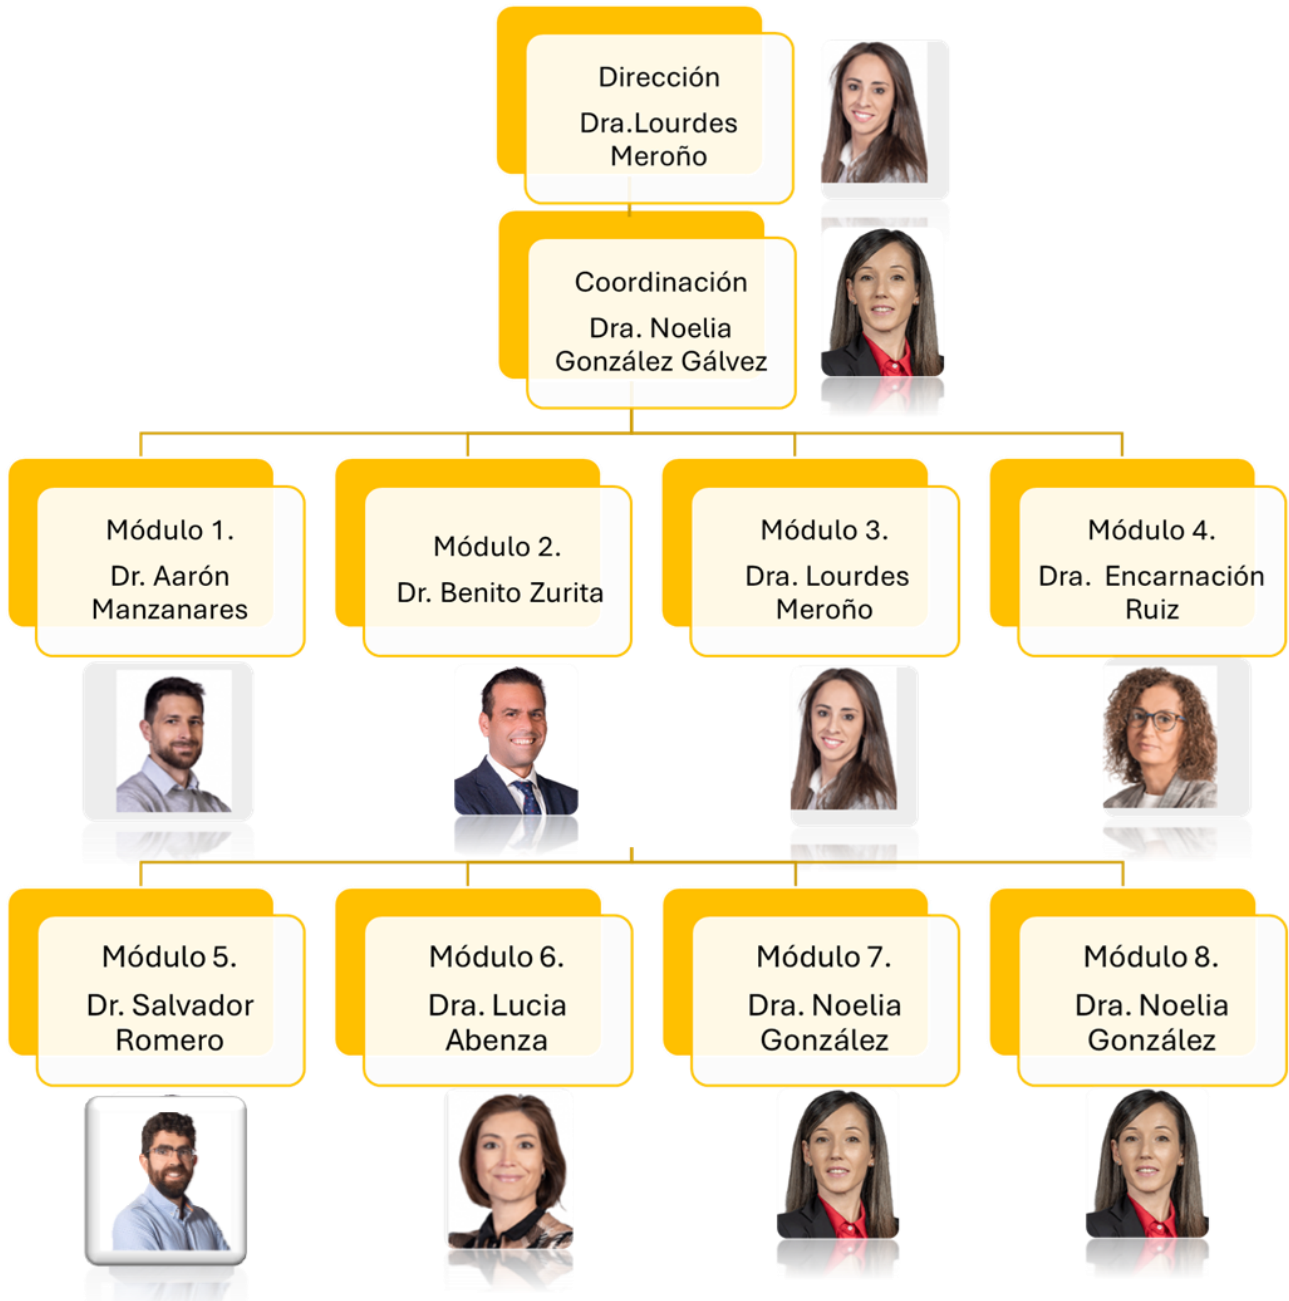 Dirección
Dra.Lourdes
Meroño
Coordinación
Dra. Noelia
González Gálvez
Módulo 1.
Dr. Aarón
Manzanares
Módulo 2.
Dr. Benito Zurita
Módulo 3.
Dra. Lourdes
Meroño
Módulo 4.
Dra. Encarnación
Ruiz
Módulo 5.
Dr. Salvador
Romero
Módulo 6.
Dra. Lucia
Abenza
Módulo 7.
Dra. Noelia
González
Módulo 8.
Dra. Noelia
González